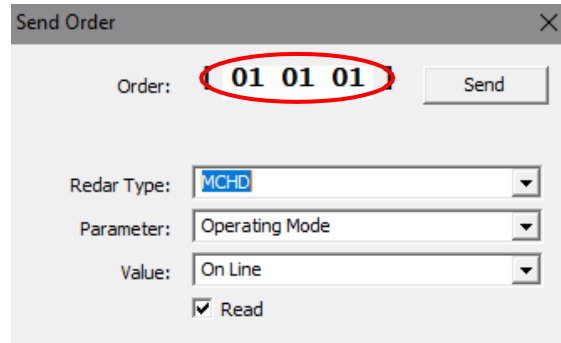 Send Order
Order: [ 01 01 01 ] Send
Redar Type: MCHD
Parameter: Operating Mode
Value: On Line
Read